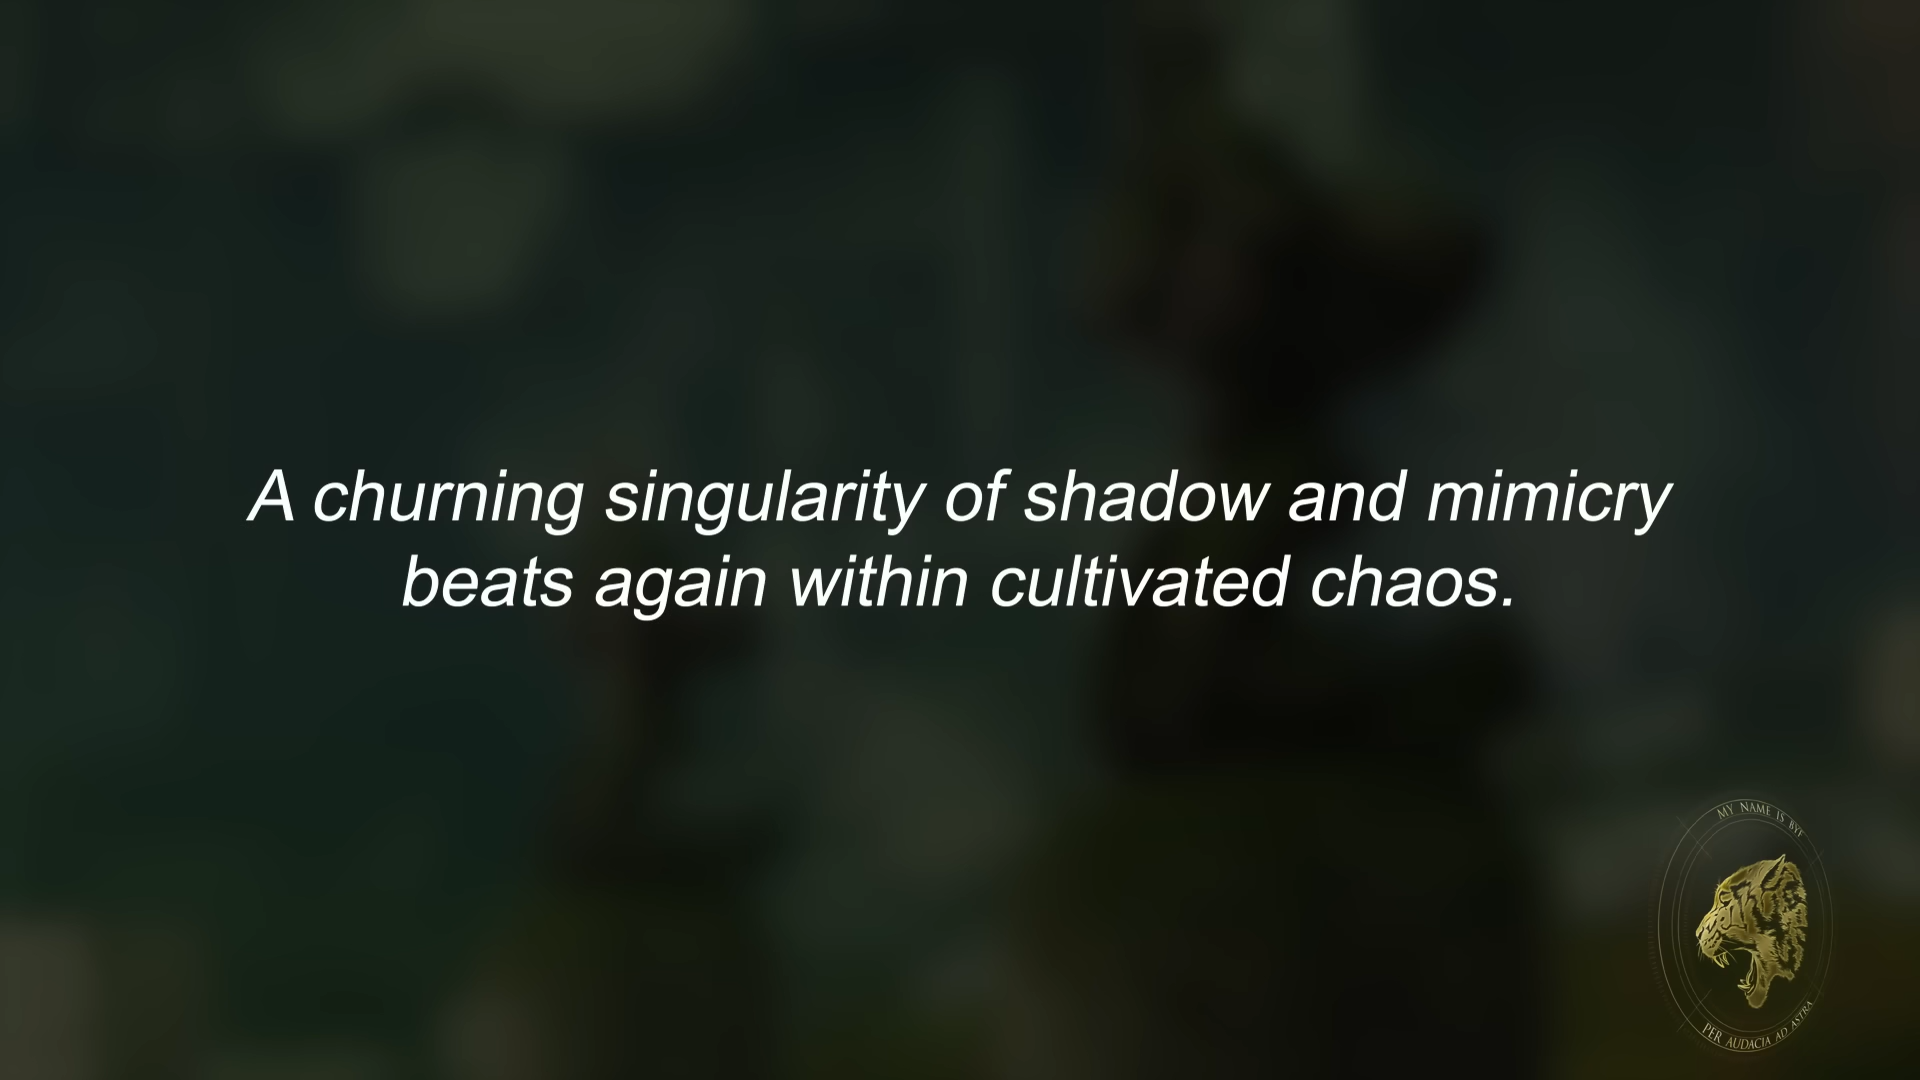 A churning singularity of shadow and mimicry
beats again within cultivated chaos.
MY NAME IS BYF
PER AUDACIA AD ASTRA